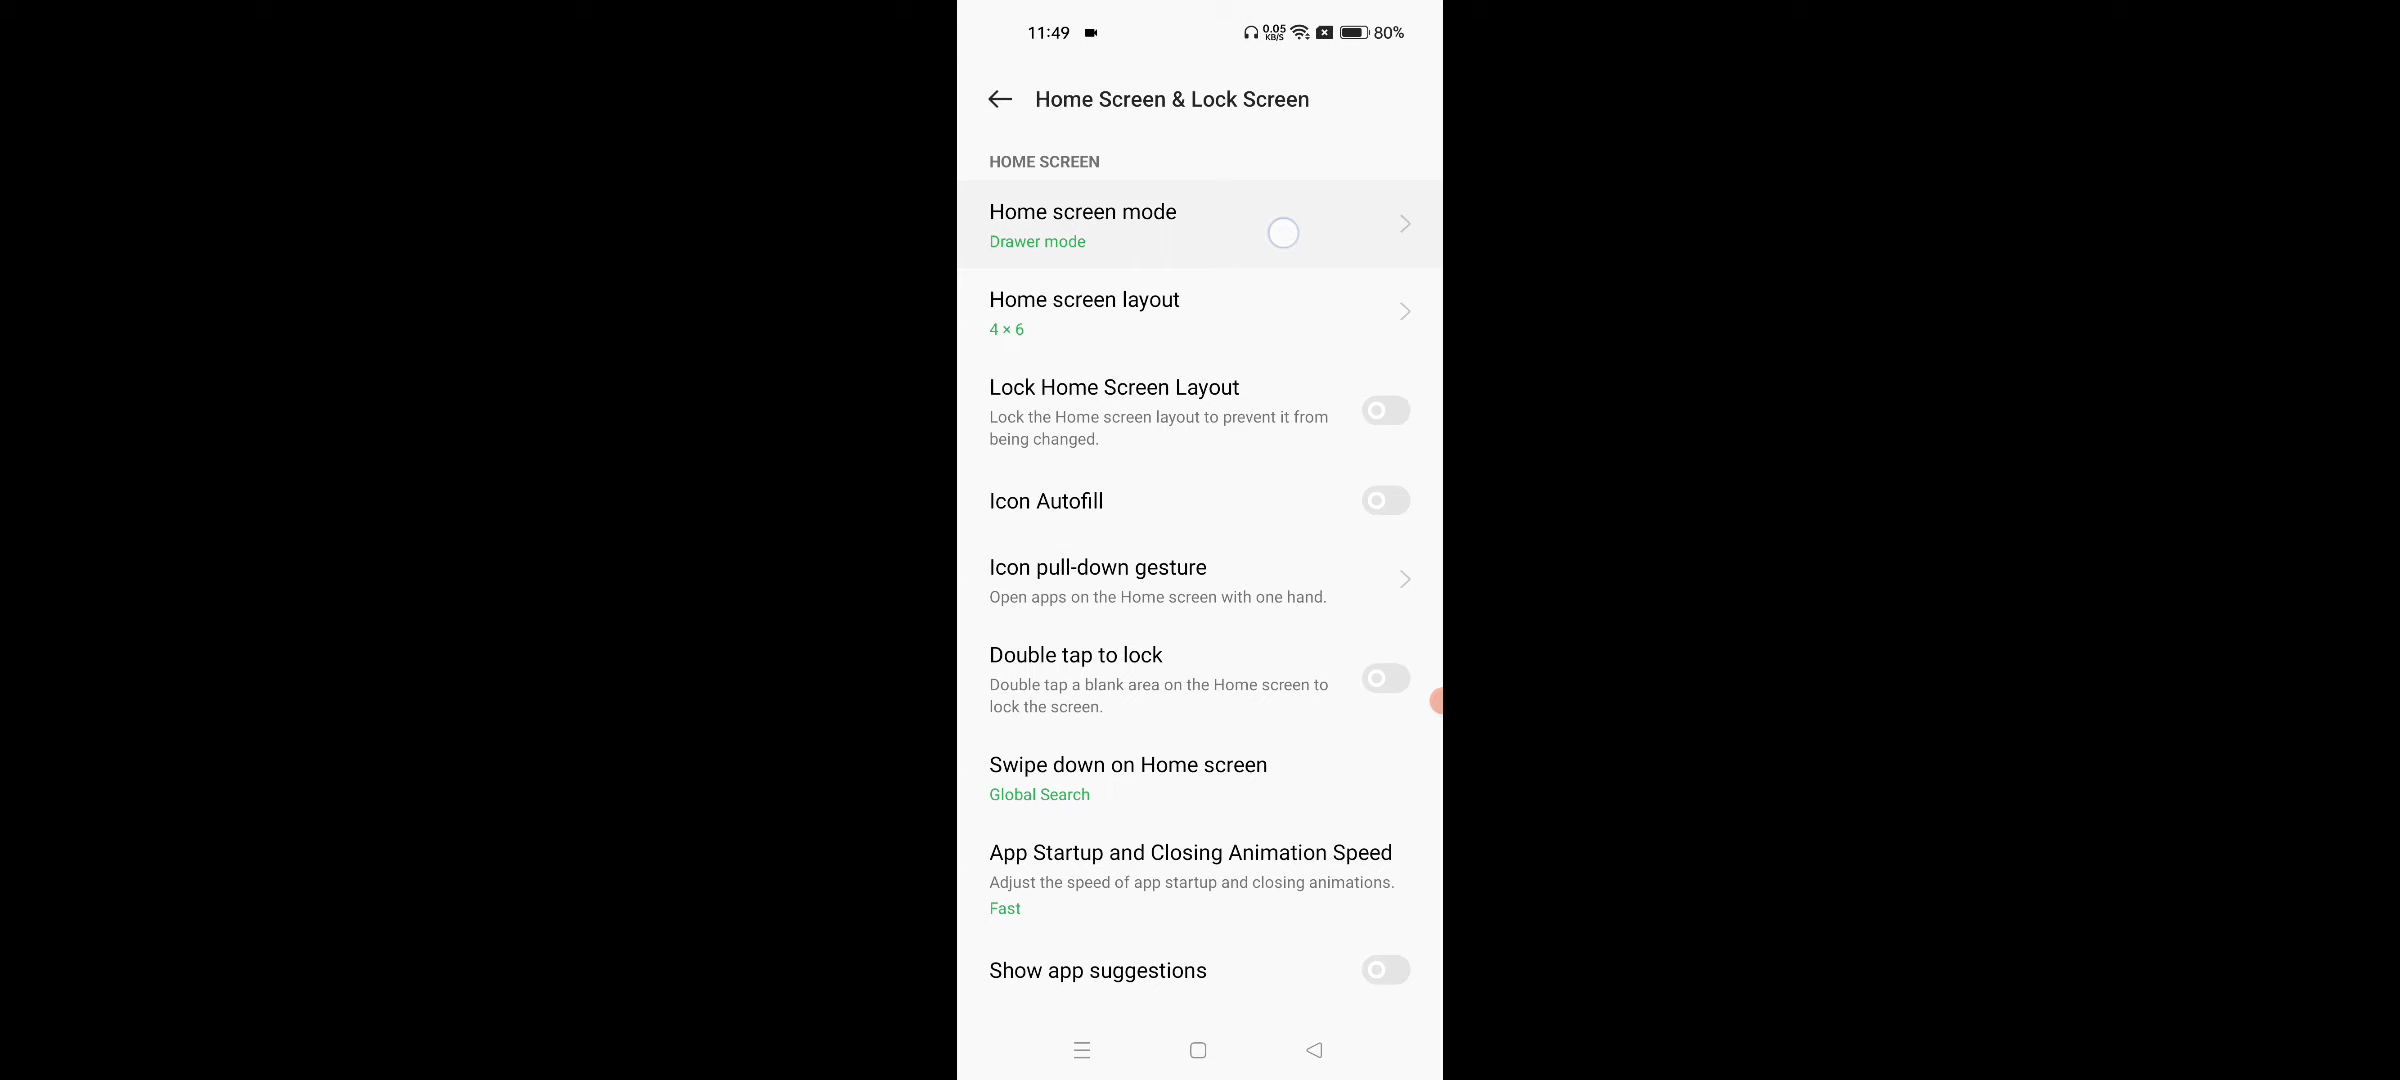 11:49 0.05 KB/S 80%
Home Screen & Lock Screen
HOME SCREEN
Home screen mode
Drawer mode
Home screen layout
4 × 6
Lock Home Screen Layout
Lock the Home screen layout to prevent it from
being changed.
Icon Autofill
Icon pull-down gesture
Open apps on the Home screen with one hand.
Double tap to lock
Double tap a blank area on the Home screen to
lock the screen.
Swipe down on Home screen
Global Search
App Startup and Closing Animation Speed
Adjust the speed of app startup and closing animations.
Fast
Show app suggestions